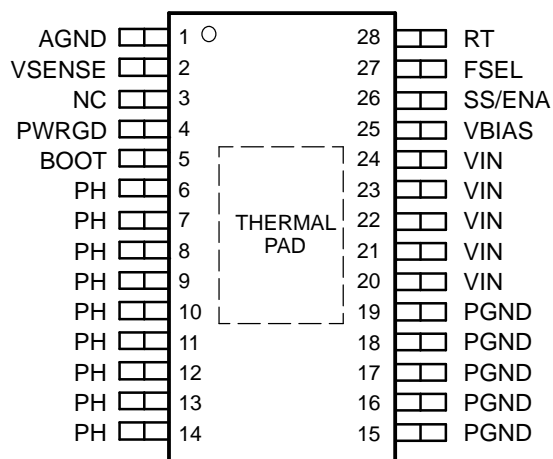 AGND 1 28 RT
VSENSE 2 27 FSEL
NC 3 26 SS/ENA
PWRGD 4 25 VBIAS
BOOT 5 24 VIN
PH 6 23 VIN
PH 7 22 VIN
PH 8 21 VIN
PH 9 20 VIN
PH 10 19 PGND
PH 11 18 PGND
PH 12 17 PGND
PH 13 16 PGND
PH 14 15 PGND
THERMAL
PAD